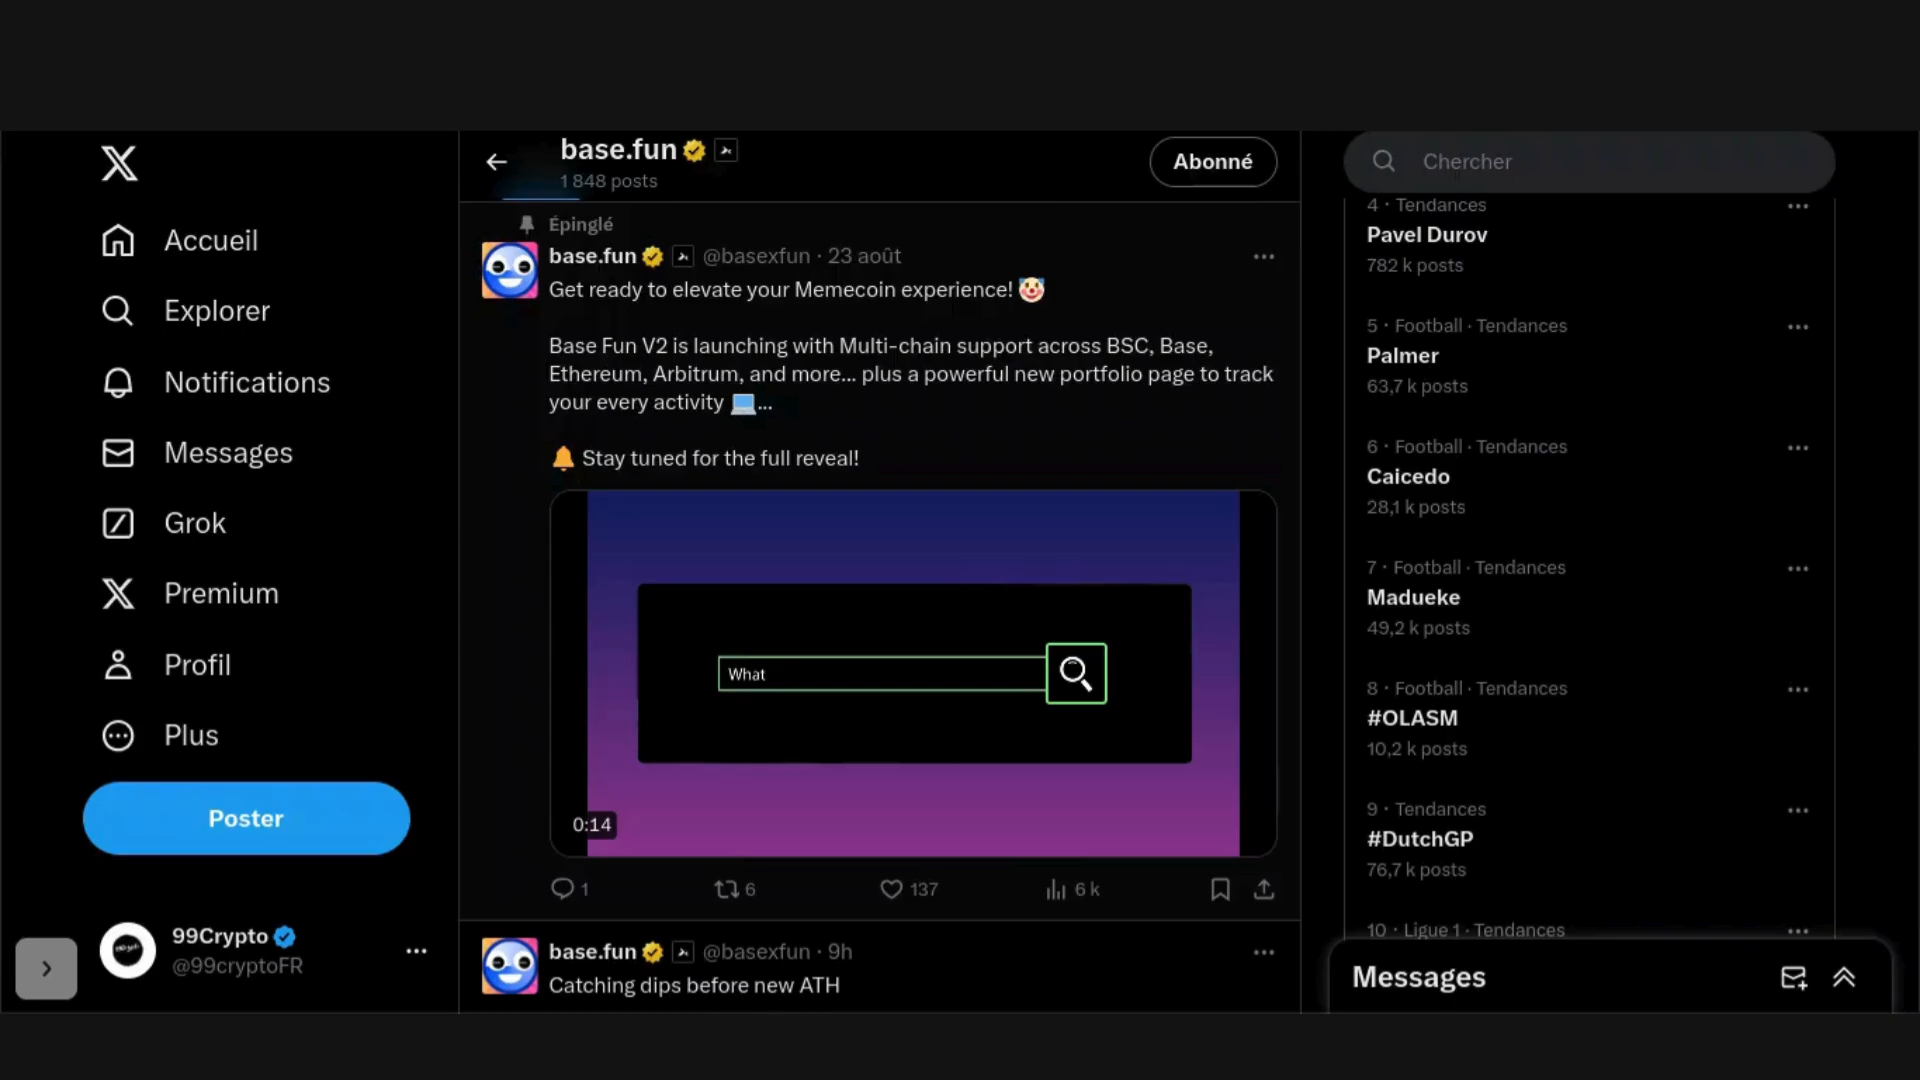 Accueil
Explorer
Notifications
Messages
Grok
Premium
Profil
Plus
Poster
99Crypto
@99cryptoFR
base.fun
1 848 posts
Abonné
Épinglé
base.fun @basexfun · 23 août
Get ready to elevate your Memecoin experience! 🤡
Base Fun V2 is launching with Multi-chain support across BSC, Base,
Ethereum, Arbitrum, and more... plus a powerful new portfolio page to track
your every activity 💻...
🔔 Stay tuned for the full reveal!
What
0:14
1
6
137
6 k
base.fun @basexfun · 9h
Catching dips before new ATH
Chercher
4 · Tendances
Pavel Durov
782 k posts
5 · Football · Tendances
Palmer
63,7 k posts
6 · Football · Tendances
Caicedo
28,1 k posts
7 · Football · Tendances
Madueke
49,2 k posts
8 · Football · Tendances
#OLASM
10,2 k posts
9 · Tendances
#DutchGP
76,7 k posts
10 · Ligue 1 · Tendances
Messages